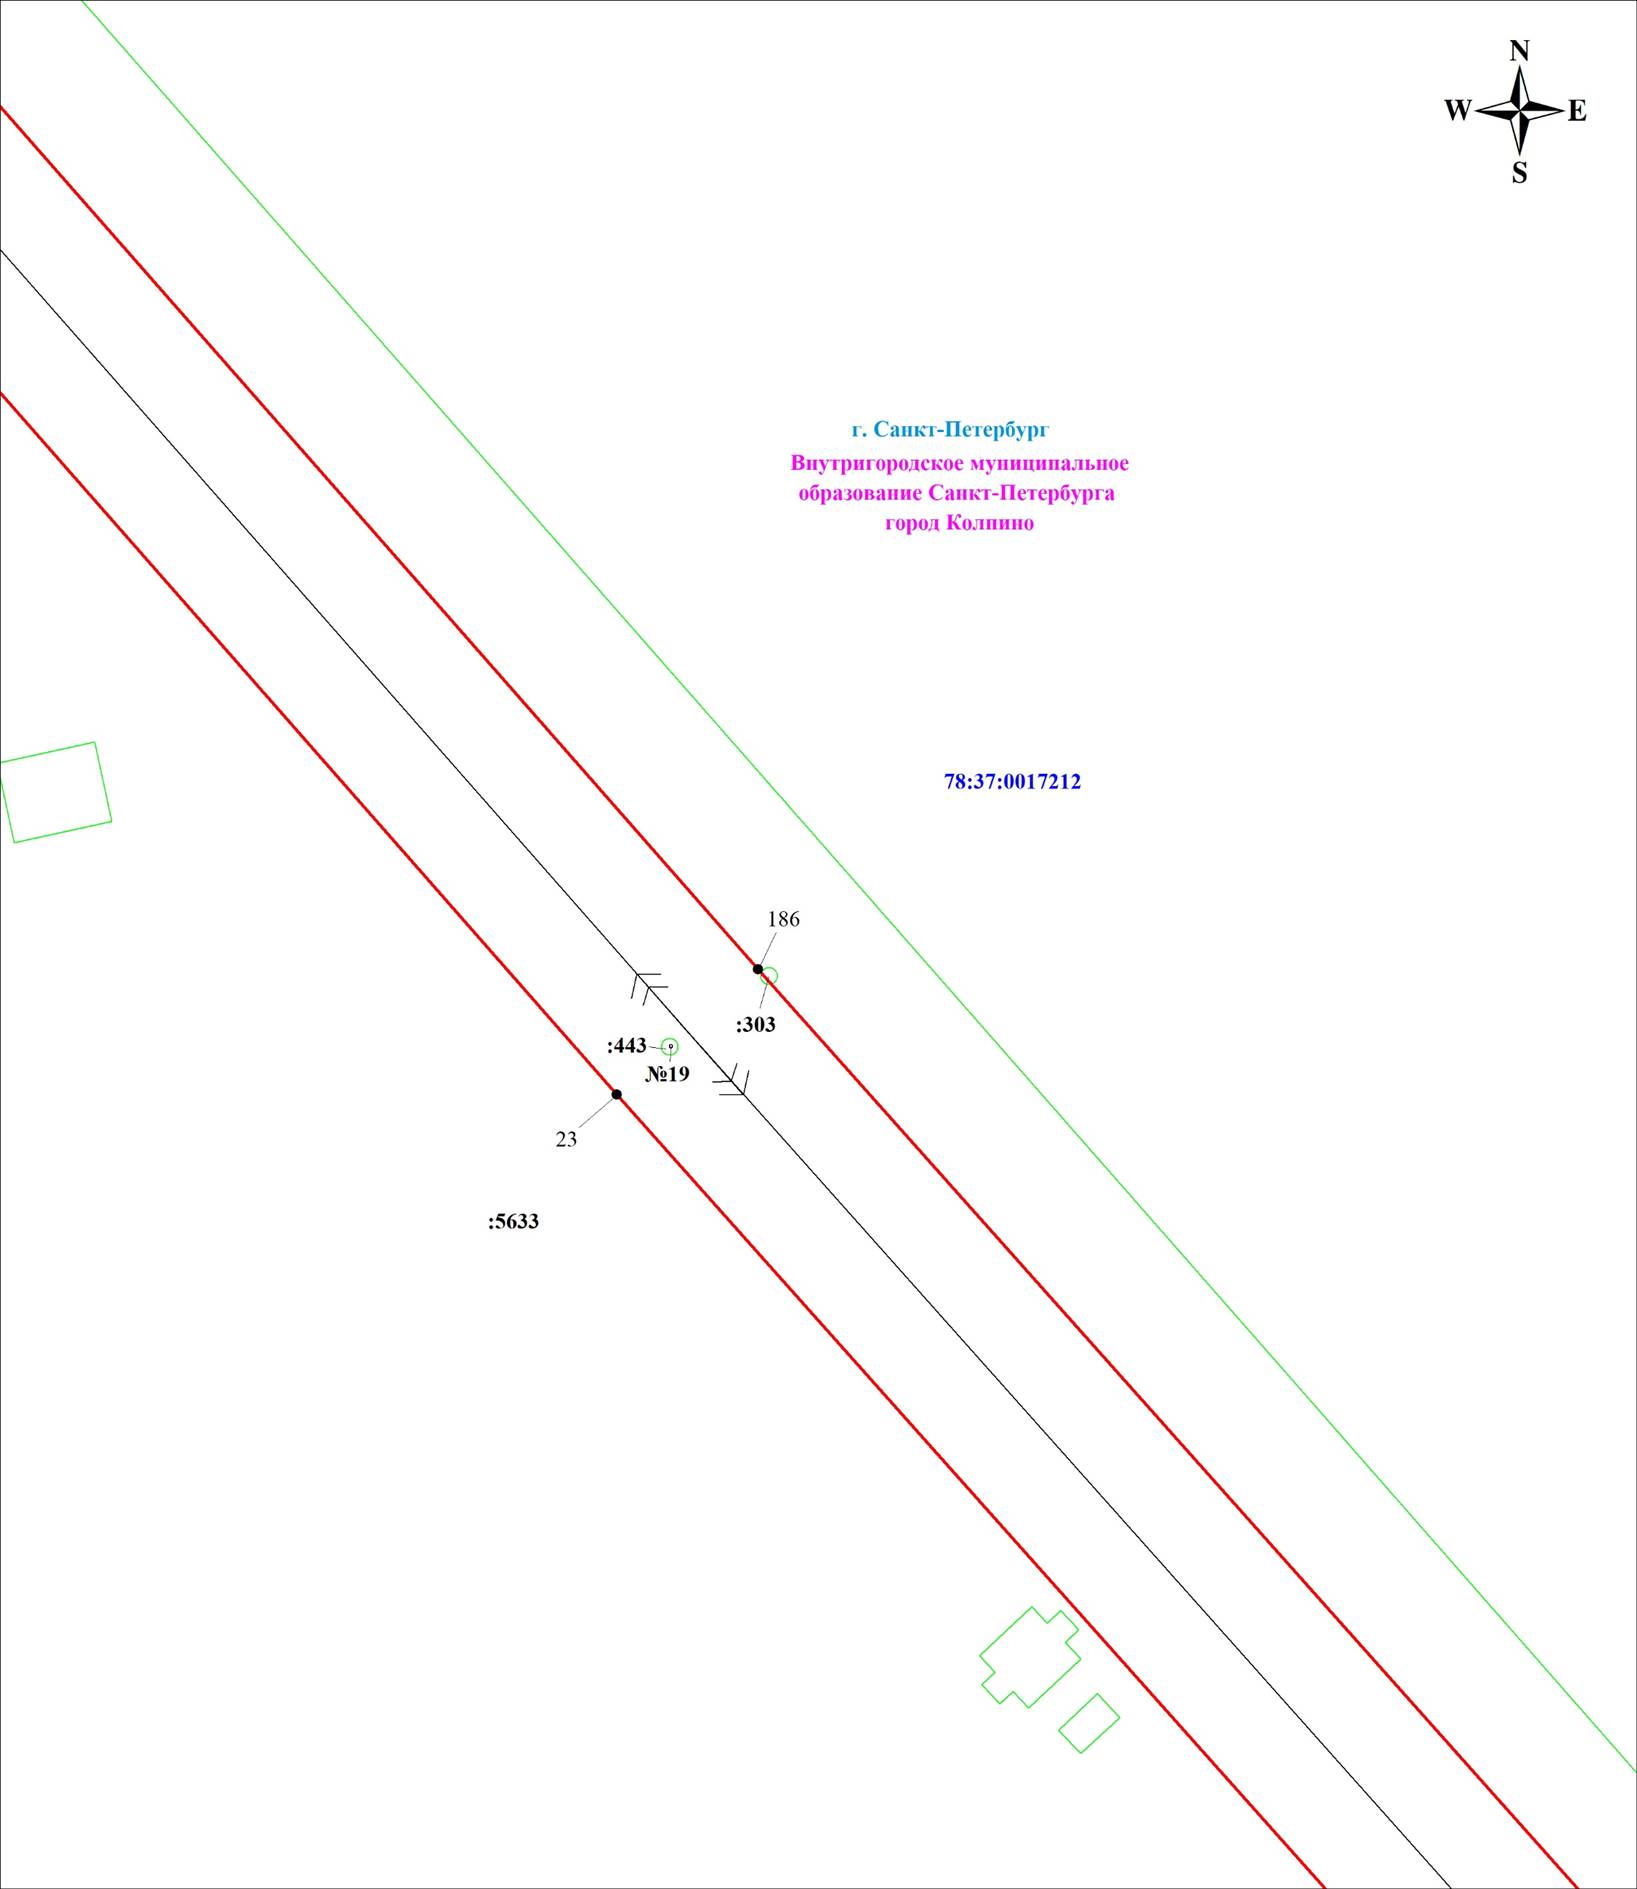 N
W E
S
г. Санкт-Петербург
Внутригородское муниципальное
образование Санкт-Петербурга
город Колпино
78:37:0017212
186
:303
:443
№19
23
:5633